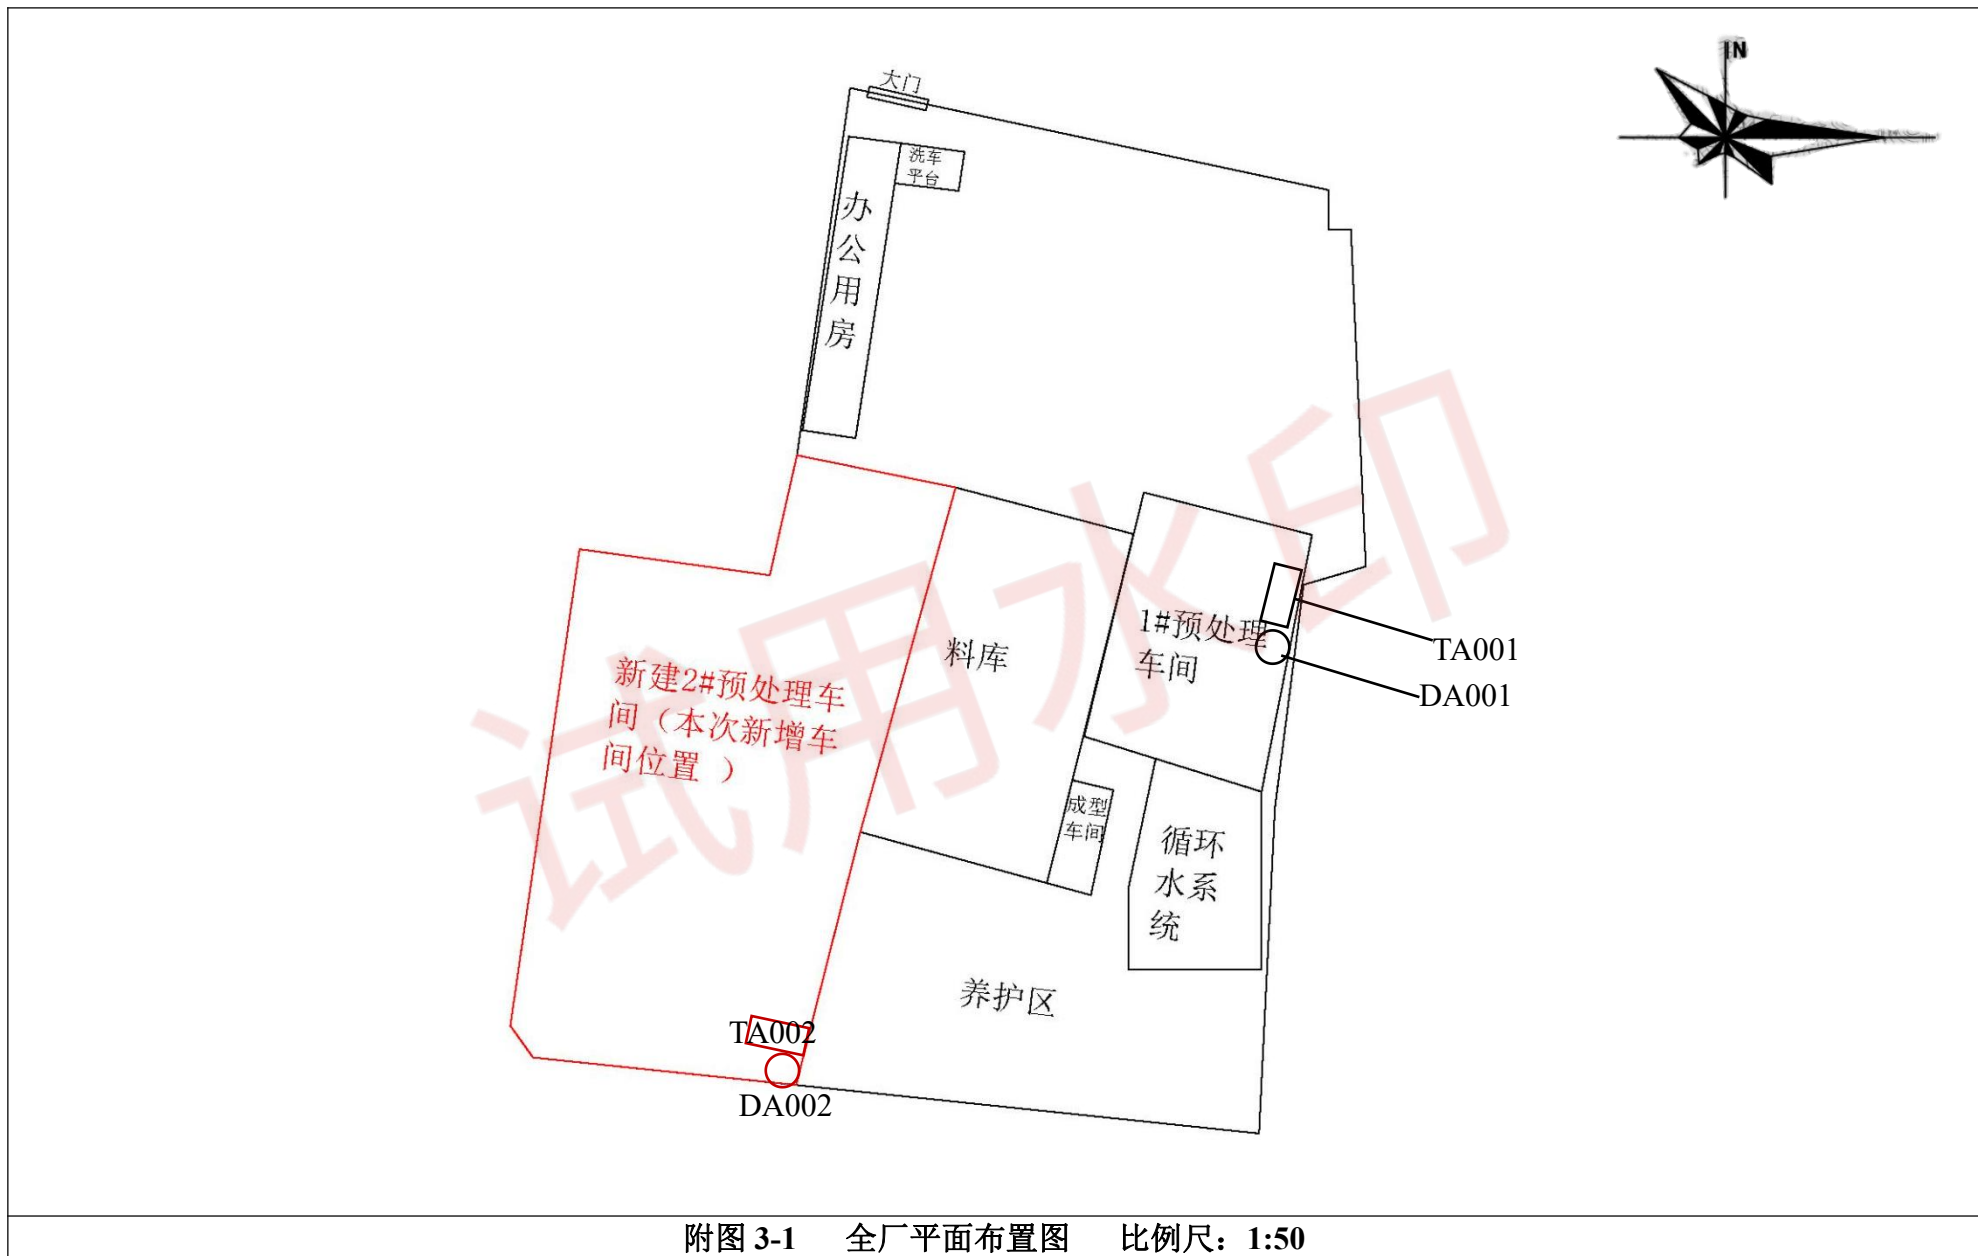 N
大门
洗车
平台
办
公
用
房
1#预处理
车间
TA001
DA001
料库
新建2#预处理车
间（本次新增车
间位置 ）
成型
车间
循环
水系
统
养护区
TA002
DA002
试用水印
附图 3-1 全厂平面布置图 比例尺：1:50